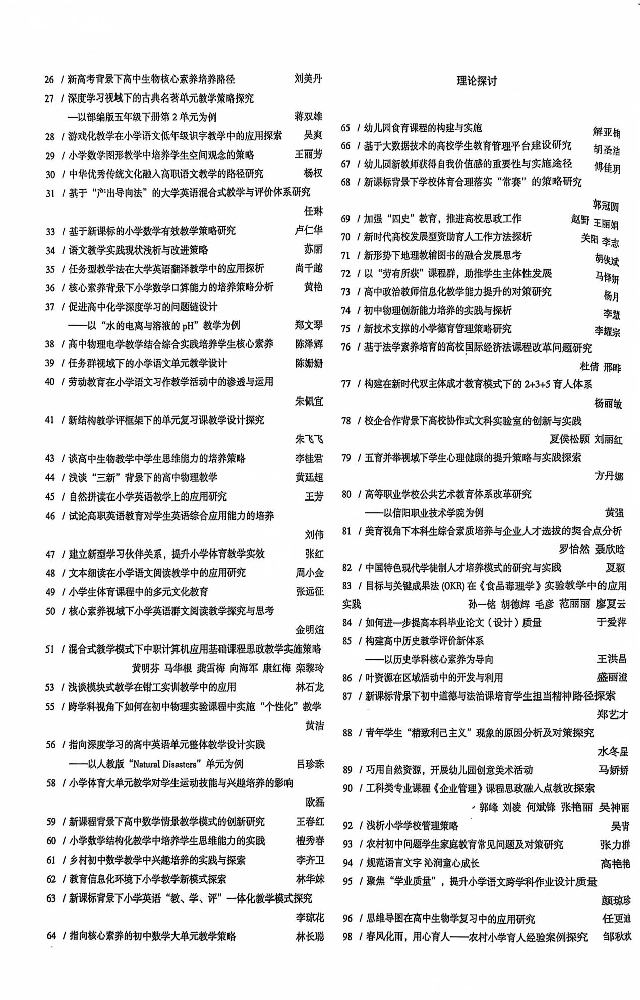 26 / 新高考背景下高中生物核心素养培养路径 刘美丹
27 / 深度学习视域下的古典名著单元教学策略探究
—以部编版五年级下册第 2 单元为例 蒋双雄
28 / 游戏化教学在小学语文低年级识字教学中的应用探索 吴爽
29 / 小学数学图形教学中培养学生空间观念的策略 王丽芳
30 / 中华优秀传统文化融入高职语文教学的路径研究 杨权
31 / 基于“产出导向法”的大学英语混合式教学与评价体系研究
任琳
33 / 基于新课标的小学数学有效教学策略研究 卢仁华
34 / 语文教学实践现状浅析与改进策略 苏丽
35 / 任务型教学法在大学英语翻译教学中的应用探析 尚千越
36 / 核心素养背景下小学数学口算能力的培养策略分析 黄艳
37 / 促进高中化学深度学习的问题链设计
——以“水的电离与溶液的 pH”教学为例 郑文琴
38 / 高中物理电学教学结合综合实践培养学生核心素养 陈泽辉
39 / 任务群视域下的小学语文单元教学设计 陈姗姗
40 / 劳动教育在小学语文习作教学活动中的渗透与运用
朱佩宜
41 / 新结构教学评框架下的单元复习课教学设计探究
朱飞飞
43 / 谈高中生物教学中学生思维能力的培养策略 李桂君
44 / 浅谈“三新”背景下的高中物理教学 黄廷超
45 / 自然拼读在小学英语教学上的应用研究 王芳
46 / 试论高职英语教育对学生英语综合应用能力的培养
刘伟
47 / 建立新型学习伙伴关系，提升小学体育教学实效 张红
48 / 文本细读在小学语文阅读教学中的应用研究 周小金
49 / 小学生体育课程中的多元文化教育 张远征
50 / 核心素养视域下小学英语群文阅读教学探究与思考
金明煊
51 / 混合式教学模式下中职计算机应用基础课程思政教学实施策略
黄明芬 马华根 龚雪梅 向海军 康红梅 栾黎玲
53 / 浅谈模块式教学在钳工实训教学中的应用 林石龙
55 / 跨学科视角下如何在初中物理实验课程中实施“个性化”教学
黄洁
56 / 指向深度学习的高中英语单元整体教学设计实践
——以人教版“Natural Disasters”单元为例 吕珍珠
58 / 小学体育大单元教学对学生运动技能与兴趣培养的影响
欧磊
59 / 新课程背景下高中数学情景教学模式的创新研究 王春红
60 / 小学数学结构化教学中培养学生思维能力的实践 檀秀春
61 / 乡村初中数学教学中兴趣培养的实践与探索 李齐卫
62 / 教育信息化环境下小学教学新模式探索 林华妹
63 / 新课标背景下小学英语“教、学、评”一体化教学模式探究
李琼花
64 / 指向核心素养的初中数学大单元教学策略 林长聪
理论探讨
65 / 幼儿园食育课程的构建与实施 解亚楠
66 / 基于大数据技术的高校学生教育管理平台建设研究 胡圣洁
67 / 幼儿园新教师获得自我价值感的重要性与实施途径 傅佳玥
68 / 新课标背景下学校体育合理落实“常赛”的策略研究
郭冠圆
69 / 加强“四史”教育，推进高校思政工作 赵野 王丽娟
70 / 新时代高校发展型资助育人工作方法探析 关阳 李志
71 / 新形势下地理教辅图书的融合发展思考 胡侠斌
72 / 以“劳有所获”课程群，助推学生主体性发展 马铎妍
73 / 高中政治教师信息化教学能力提升的对策研究 杨月
74 / 初中物理创新能力培养的实践与探析 李慧
75 / 新技术支撑的小学德育管理策略研究 李耀宗
76 / 基于法学素养培育的高校国际经济法课程改革问题研究
杜倩 邢晔
77 / 构建在新时代双主体成才教育模式下的 2+3+5 育人体系
杨丽敏
78 / 校企合作背景下高校协作式文科实验室的创新与实践
夏侯松颢 刘丽红
79 / 五育并举视域下学生心理健康的提升策略与实践探索
方丹娜
80 / 高等职业学校公共艺术教育体系改革研究
——以信阳职业技术学院为例 黄强
81 / 美育视角下本科生综合素质培养与企业人才选拔的契合点分析
罗怡然 聂欣晗
82 / 中国特色现代学徒制人才培养模式的研究与实践 夏颖
83 / 目标与关键成果法 (OKR) 在《食品毒理学》实验教学中的应用
实践 孙一铭 胡德辉 毛彦 范丽丽 廖夏云
84 / 如何进一步提高本科毕业论文（设计）质量 于爱萍
85 / 构建高中历史教学评价新体系
——以历史学科核心素养为导向 王洪昌
86 / 叶资源在区域活动中的开发与利用 盛丽澄
87 / 新课标背景下初中道德与法治课培育学生担当精神路径探索
郑艺才
88 / 青年学生“精致利己主义”现象的原因分析及对策探究
水冬星
89 / 巧用自然资源，开展幼儿园创意美术活动 马娇娇
90 / 工科类专业课程《企业管理》课程思政融入点教改探索
郭峰 刘凌 何斌锋 张艳丽 吴神丽
92 / 浅析小学学校管理策略 吴青
93 / 农村初中问题学生家庭教育常见问题及对策研究 张力群
94 / 规范语言文字 沁润童心成长 高艳艳
95 / 聚焦“学业质量”，提升小学语文跨学科作业设计质量
颜琼珍
96 / 思维导图在高中生物学复习中的应用研究 任更迪
98 / 春风化雨，用心育人——农村小学育人经验案例探究 邹秋欢